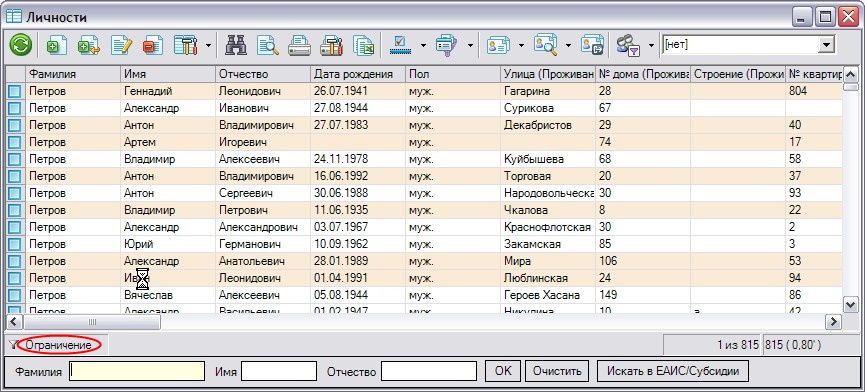 Личности
[нет]
Фамилия Имя Отчество Дата рождения Пол Улица (Проживан № дома (Прожива Строение (Прожи № квартир
Петров Геннадий Леонидович 26.07.1941 муж. Гагарина 28 804
Петров Александр Иванович 27.08.1944 муж. Сурикова 67
Петров Антон Владимирович 27.07.1983 муж. Декабристов 29 40
Петров Артем Игоревич муж. 74 17
Петров Владимир Алексеевич 24.11.1978 муж. Куйбышева 68 58
Петров Антон Владимирович 16.06.1992 муж. Торговая 20 37
Петров Антон Сергеевич 30.06.1988 муж. Народовольческа 30 93
Петров Владимир Петрович 11.06.1935 муж. Чкалова 8 22
Петров Александр Александрович 03.07.1967 муж. Краснофлотская 30 2
Петров Юрий Германович 10.09.1962 муж. Закамская 85 3
Петров Александр Анатольевич 28.01.1989 муж. Мира 106 53
Петров Леонидович 01.04.1991 муж. Люблинская 24 94
Петров Вячеслав Алексеевич 05.08.1944 муж. Героев Хасана 149 86
Петров Александр Васильевич 01.02.1947 муж. Никулина 10 а 42
Ограничение 1 из 815 815 ( 0,80' )
Фамилия Имя Отчество OK Очистить Искать в ЕАИС/Субсидии